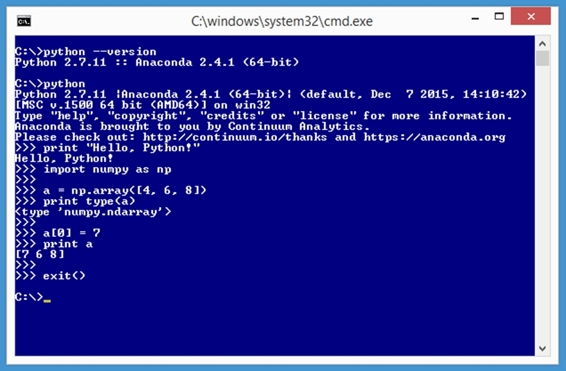 C:\windows\system32\cmd.exe
C:\>python --version
Python 2.7.11 :: Anaconda 2.4.1 (64-bit)
C:\>python
Python 2.7.11 |Anaconda 2.4.1 (64-bit)| (default, Dec  7 2015, 14:10:42)
[MSC v.1500 64 bit (AMD64)] on win32
Type "help", "copyright", "credits" or "license" for more information.
Anaconda is brought to you by Continuum Analytics.
Please check out: http://continuum.io/thanks and https://anaconda.org
>>> print "Hello, Python!"
Hello, Python!
>>> import numpy as np
>>>
>>> a = np.array([4, 6, 8])
>>> print type(a)
<type 'numpy.ndarray'>
>>>
>>> a[0] = 7
>>> print a
[7 6 8]
>>>
>>> exit()
C:\>_